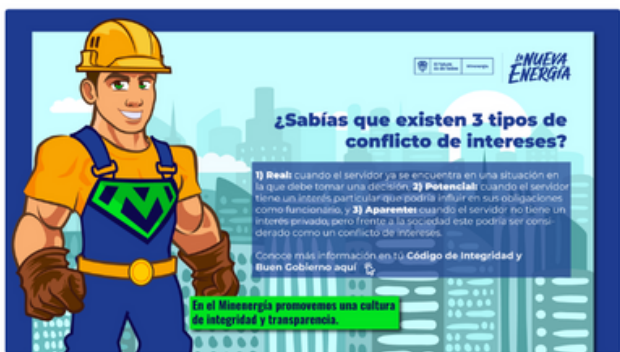 Minenergía
LA NUEVA
ENERGÍA
¿Sabías que existen 3 tipos de
conflicto de intereses?
1) Real: cuando el servidor ya se encuentra en una situación en
la que debe tomar una decisión, 2) Potencial: cuando el servidor
tiene un interés particular que podría influir en sus obligaciones
como funcionario, y 3) Aparente: cuando el servidor no tiene un
interés privado, pero frente a la sociedad este podría ser consi-
derado como un conflicto de intereses.
Conoce más información en tú Código de Integridad y
Buen Gobierno aquí
En el Minenergía promovemos una cultura
de integridad y transparencia.